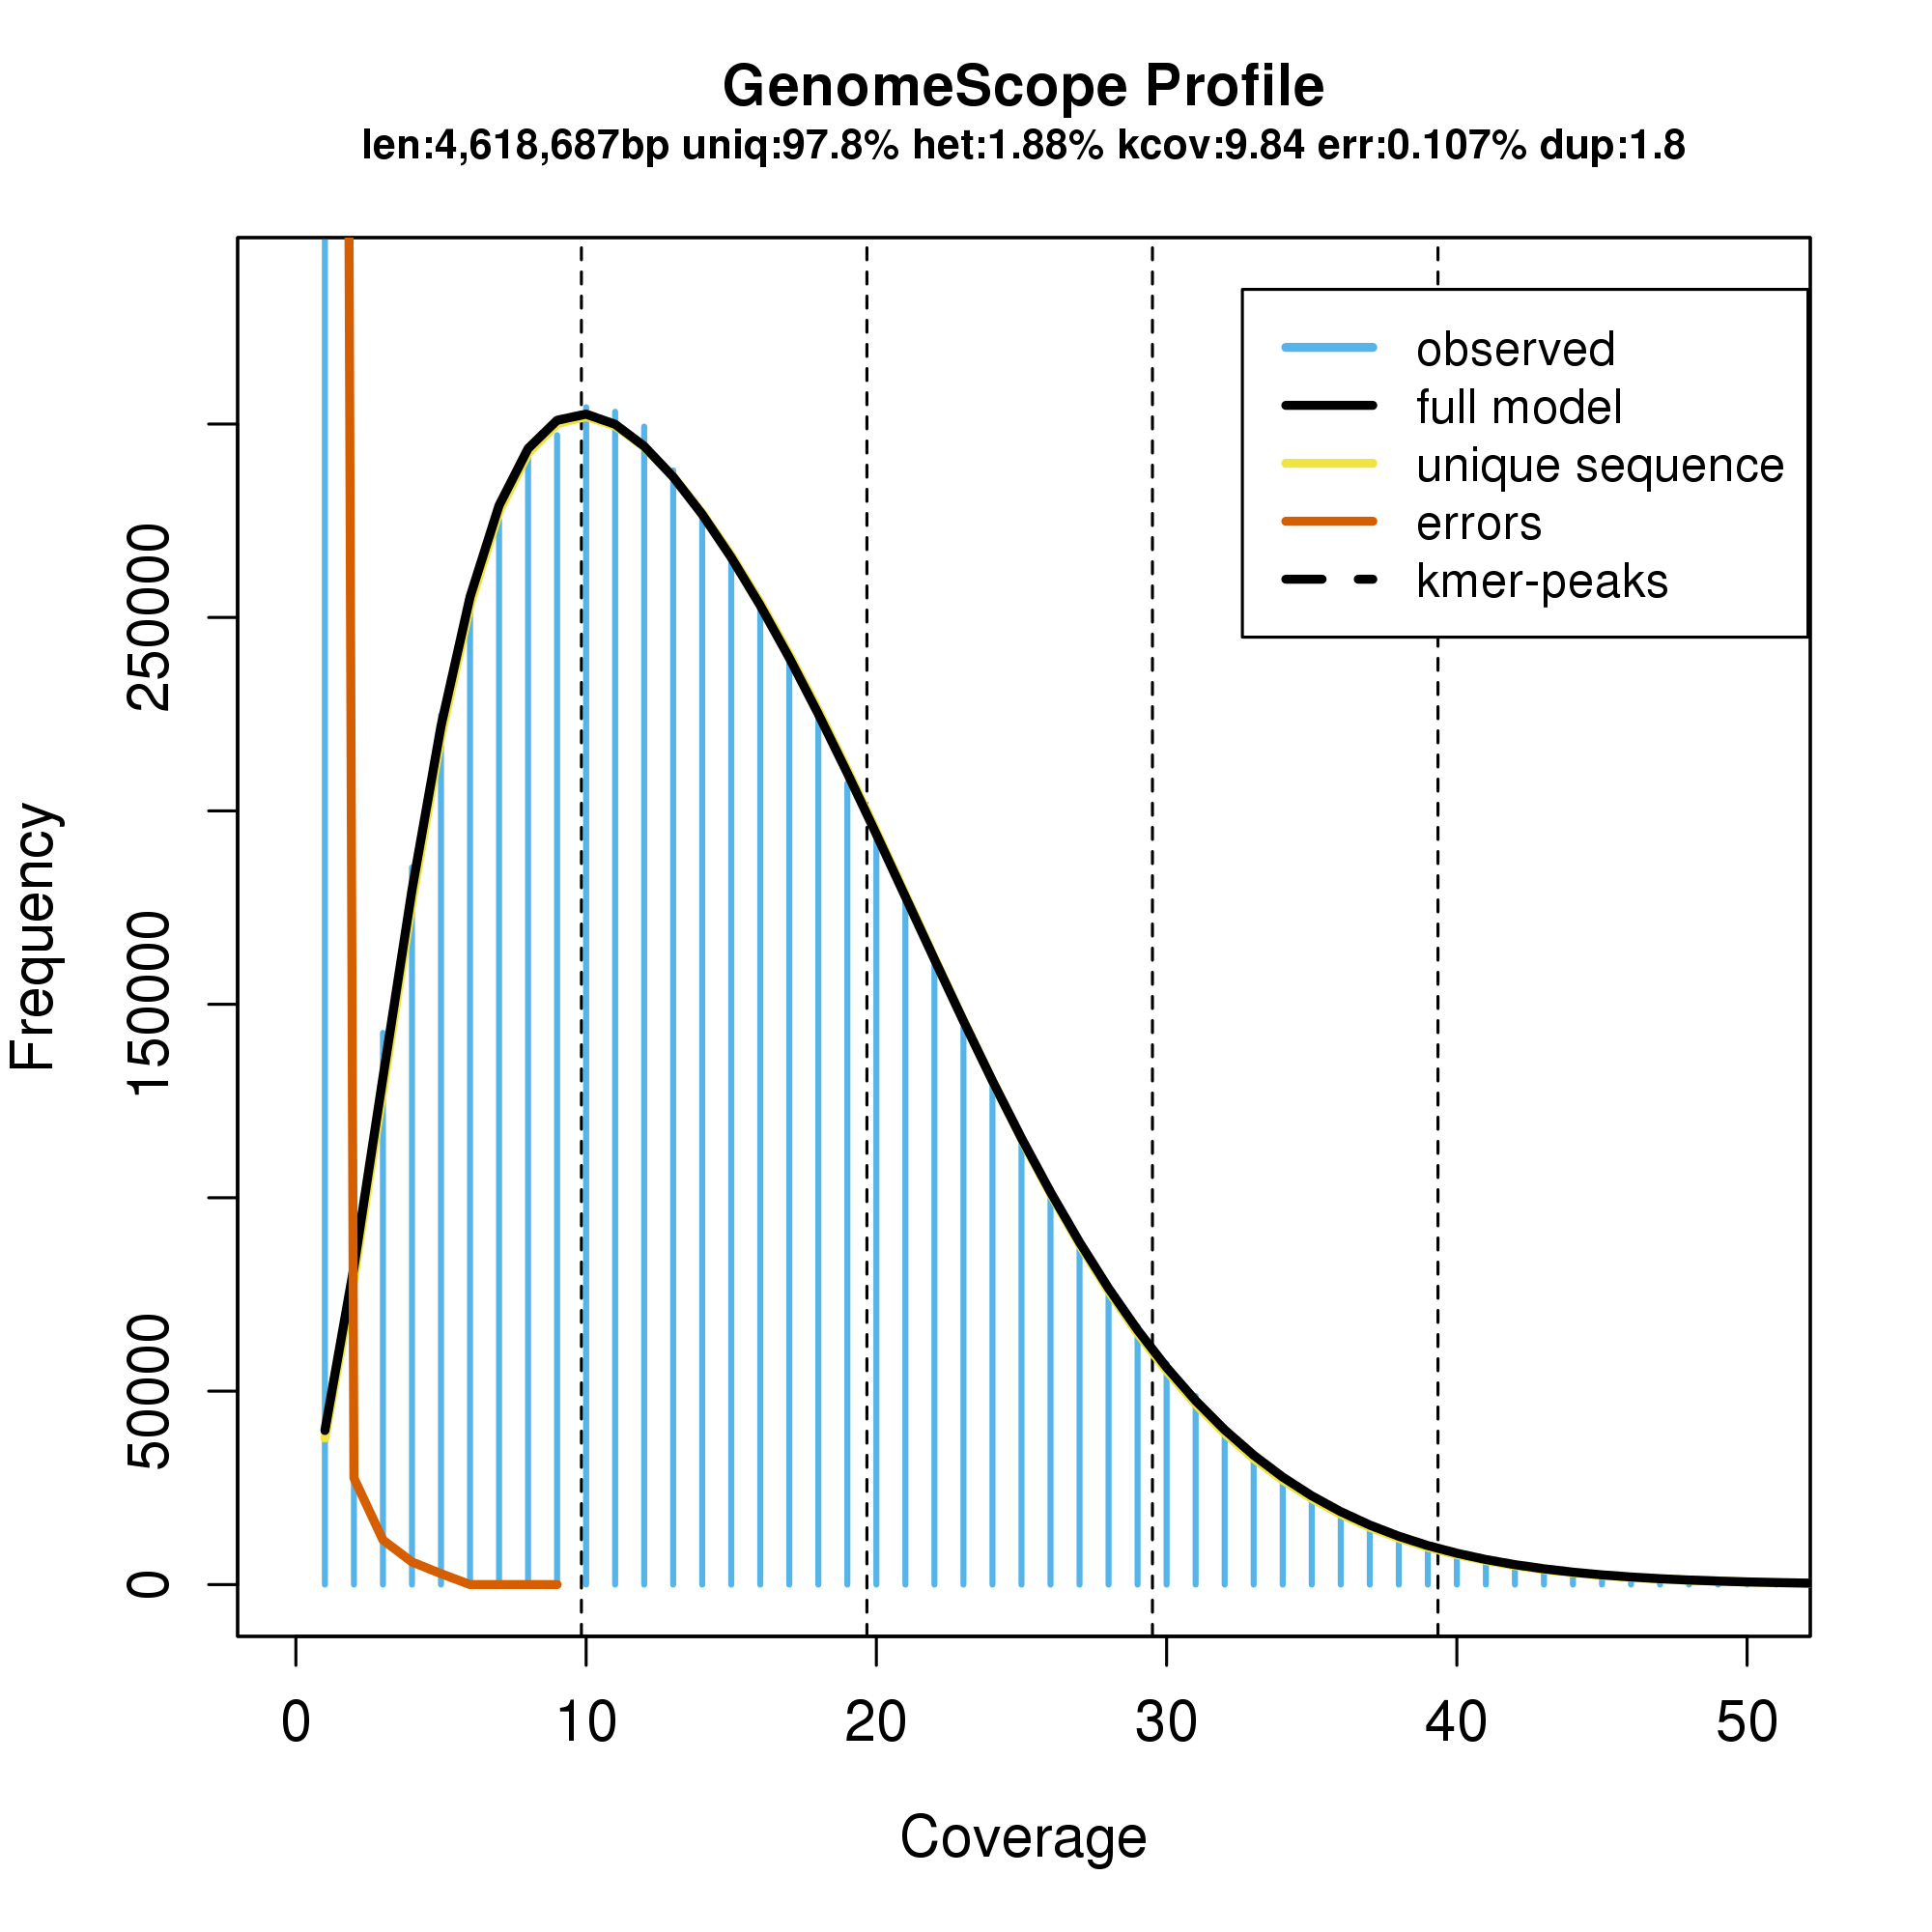 GenomeScope Profile
len:4,618,687bp uniq:97.8% het:1.88% kcov:9.84 err:0.107% dup:1.8
observed
full model
unique sequence
errors
kmer-peaks
Frequency
250000
150000
50000
0
0 10 20 30 40 50
Coverage